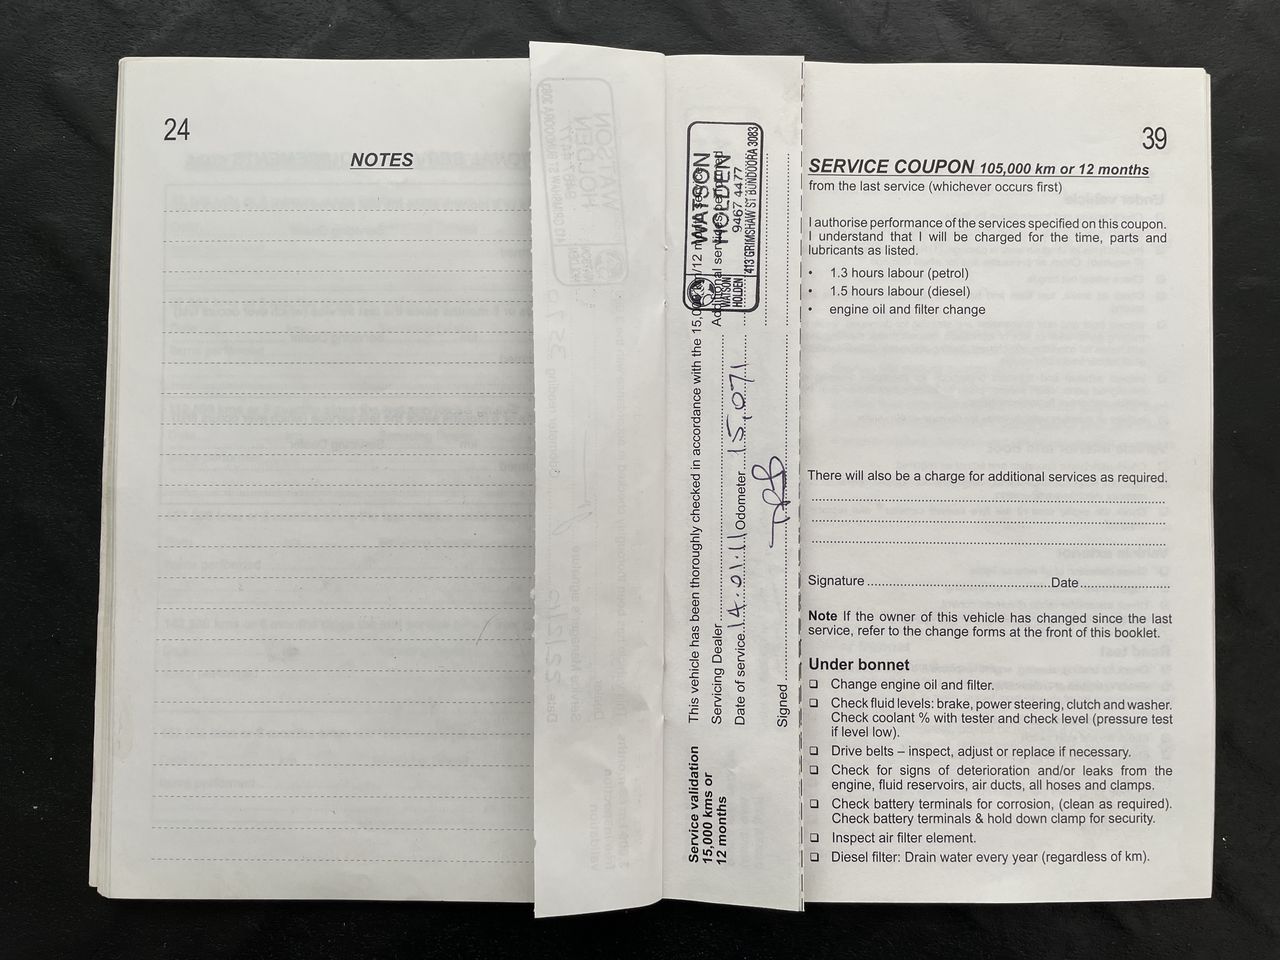 24
NOTES
Service validation
15,000 kms or
12 months
This vehicle has been thoroughly checked in accordance with the 15,000 km/12 month service
Servicing Dealer
Additional services performed
Date of service 14.01.11 Odometer 15,071
Signed
WATSON
HOLDEN
9467 4477
413 GRIMSHAW ST BUNDOORA 3083
WATSON
HOLDEN
39
SERVICE COUPON 105,000 km or 12 months
from the last service (whichever occurs first)
I authorise performance of the services specified on this coupon.
I understand that I will be charged for the time, parts and
lubricants as listed.
• 1.3 hours labour (petrol)
• 1.5 hours labour (diesel)
• engine oil and filter change
There will also be a charge for additional services as required.
Signature Date
Note If the owner of this vehicle has changed since the last
service, refer to the change forms at the front of this booklet.
Under bonnet
❑ Change engine oil and filter.
❑ Check fluid levels: brake, power steering, clutch and washer.
Check coolant % with tester and check level (pressure test
if level low).
❑ Drive belts – inspect, adjust or replace if necessary.
❑ Check for signs of deterioration and/or leaks from the
engine, fluid reservoirs, air ducts, all hoses and clamps.
❑ Check battery terminals for corrosion, (clean as required).
Check battery terminals & hold down clamp for security.
❑ Inspect air filter element.
❑ Diesel filter: Drain water every year (regardless of km).